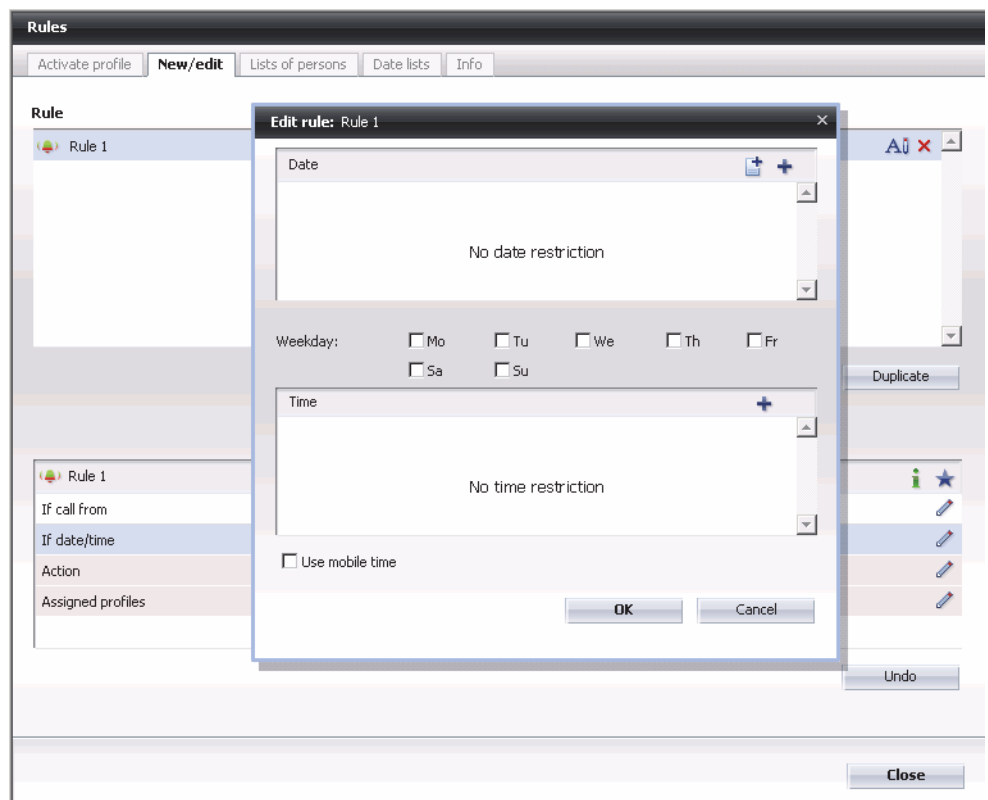 Rules
Activate profile New/edit Lists of persons Date lists Info
Rule
Rule 1
Edit rule: Rule 1
Date
No date restriction
Weekday: Mo Tu We Th Fr
Sa Su
Duplicate
Time
No time restriction
Rule 1
If call from
If date/time
Action
Assigned profiles
Use mobile time
OK Cancel
Undo
Close